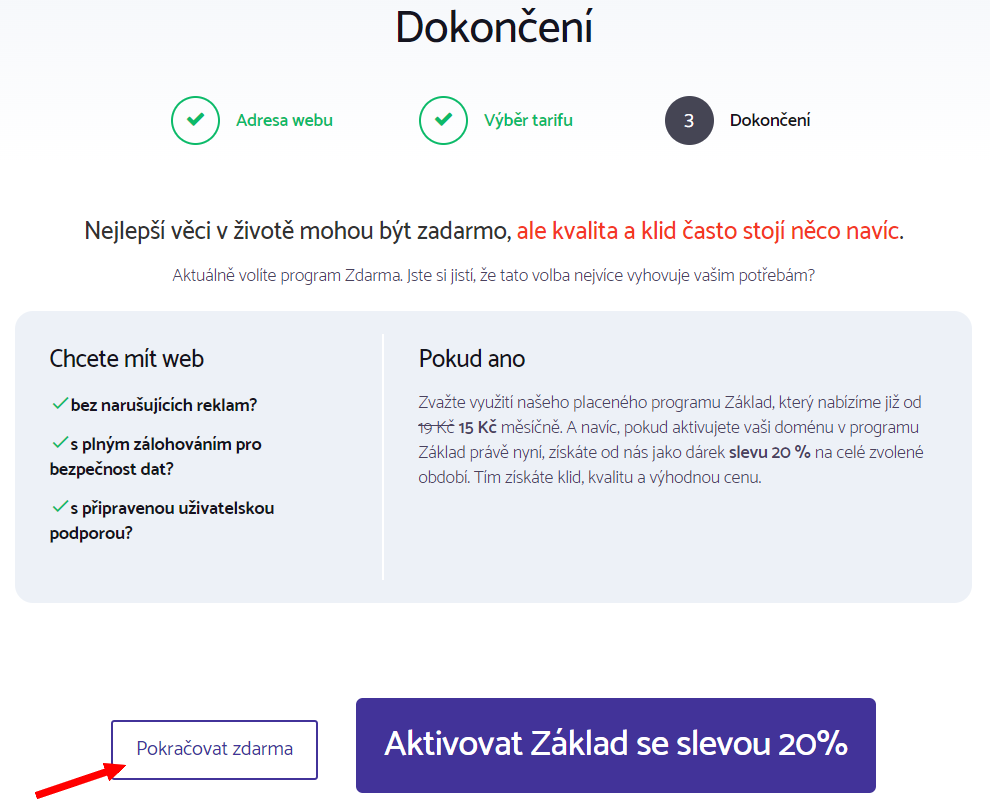 Dokončení
Adresa webu
Výběr tarifu
3 Dokončení
Nejlepší věci v životě mohou být zadarmo, ale kvalita a klid často stojí něco navíc.
Aktuálně volíte program Zdarma. Jste si jistí, že tato volba nejvíce vyhovuje vašim potřebám?
Chcete mít web
bez narušujících reklam?
s plným zálohováním pro
bezpečnost dat?
s připravenou uživatelskou
podporou?
Pokud ano
Zvažte využití našeho placeného programu Základ, který nabízíme již od
19 Kč 15 Kč měsíčně. A navíc, pokud aktivujete vaši doménu v programu
Základ právě nyní, získáte od nás jako dárek slevu 20 % na celé zvolené
období. Tím získáte klid, kvalitu a výhodnou cenu.
Pokračovat zdarma
Aktivovat Základ se slevou 20%